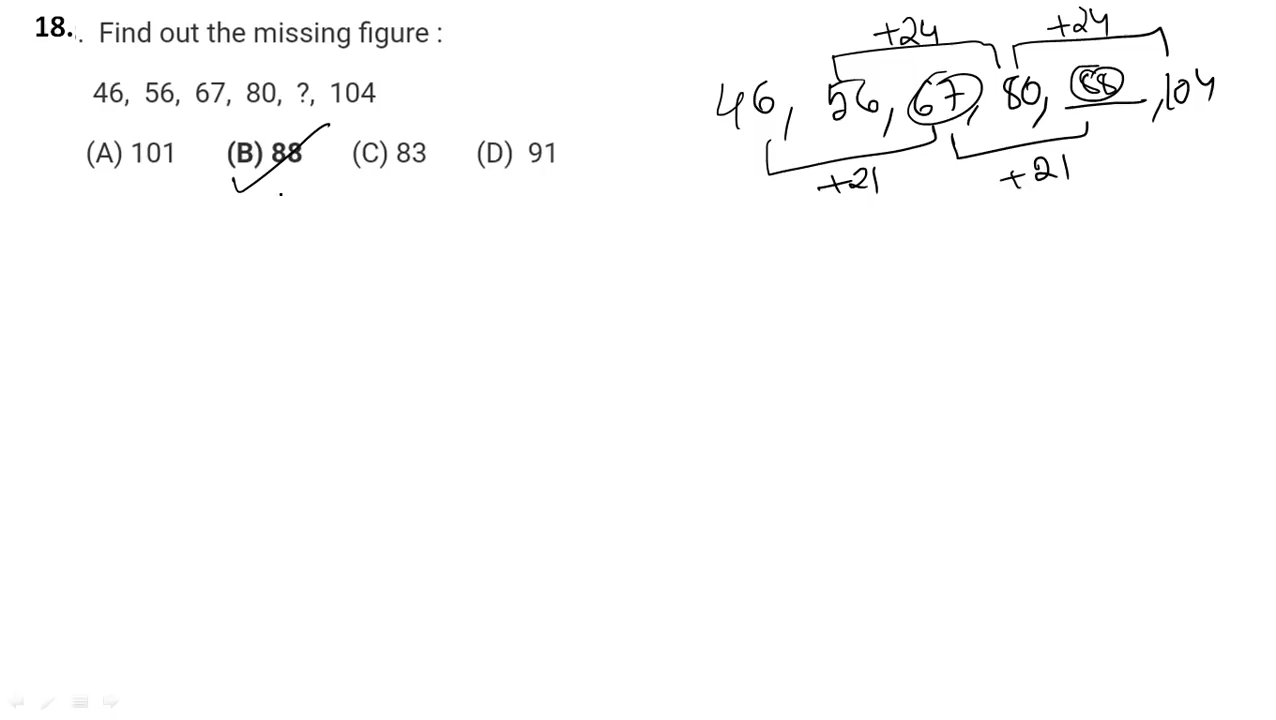 18. . Find out the missing figure :
46, 56, 67, 80, ?, 104
(A) 101 (B) 88 (C) 83 (D) 91
+24 +24
46, 56, 67, 80, 88, 104
+21 +21